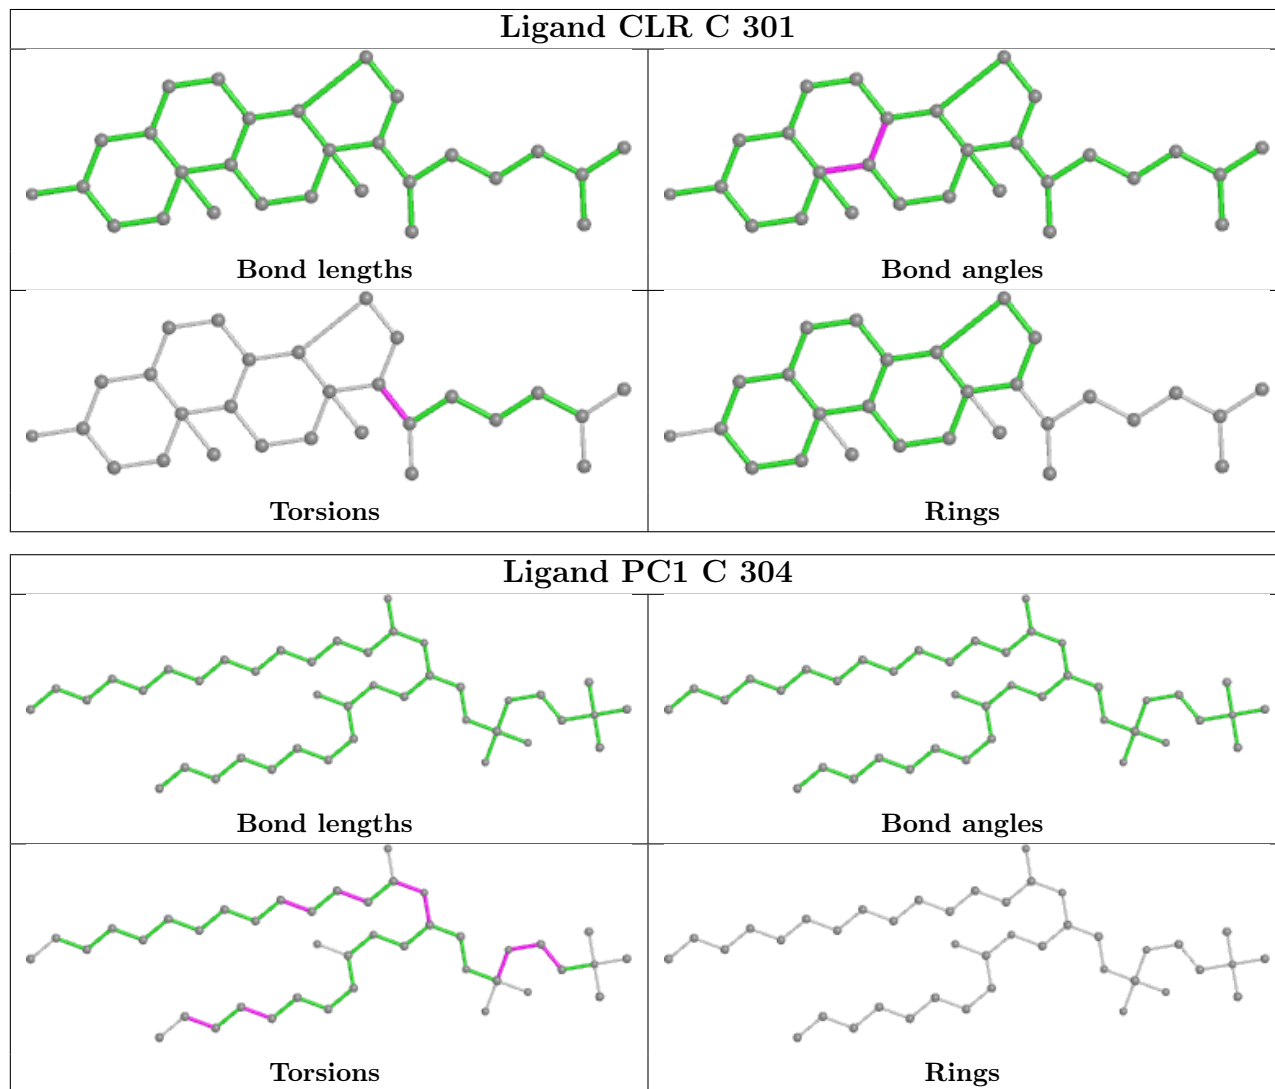 Ligand CLR C 301
Bond lengths
Bond angles
Torsions
Rings
Ligand PC1 C 304
Bond lengths
Bond angles
Torsions
Rings